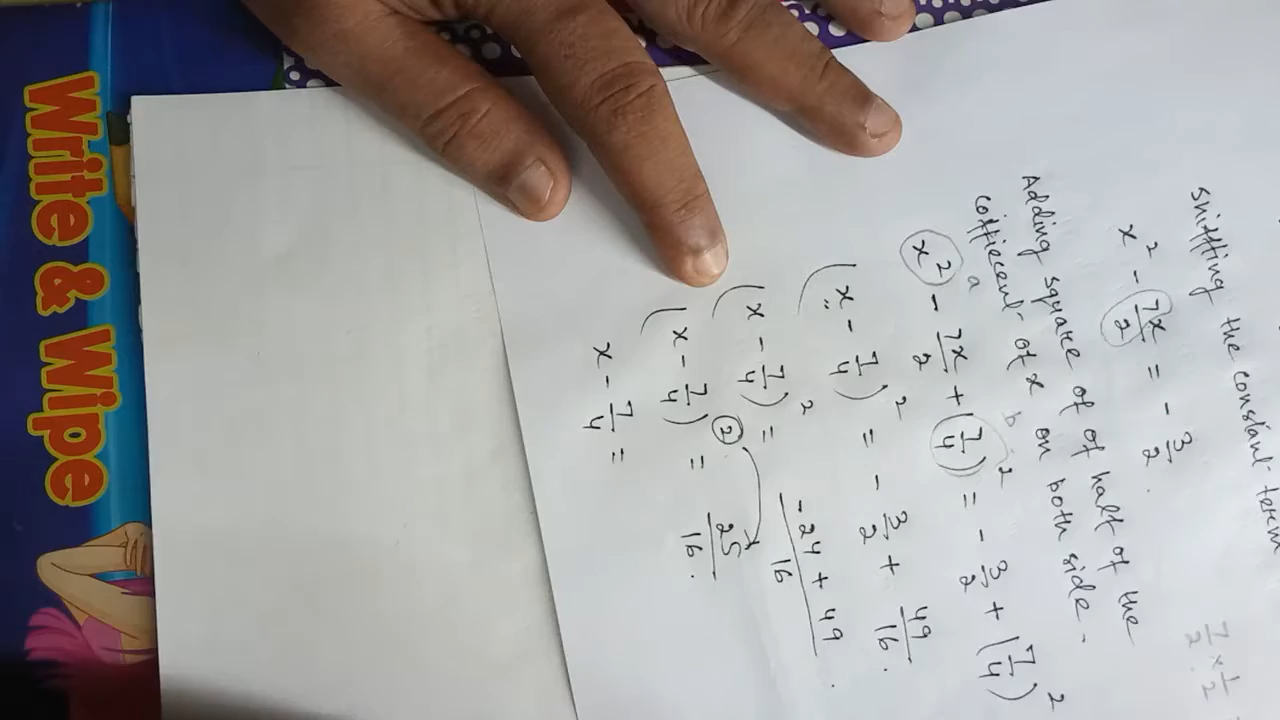 shiffting the constant term
x² - 7x/2 = - 3/2.
Adding square of of half of the
coffiecent of x on both side.
7/2 × 1/2
a b
x² - 7x/2 + (7/4)² = - 3/2 + (7/4)²
(x - 7/4)² = - 3/2 + 49/16.
(x - 7/4)² = -24 + 49/16
(x - 7/4)² = 25/16.
x - 7/4 =
Write & Wipe